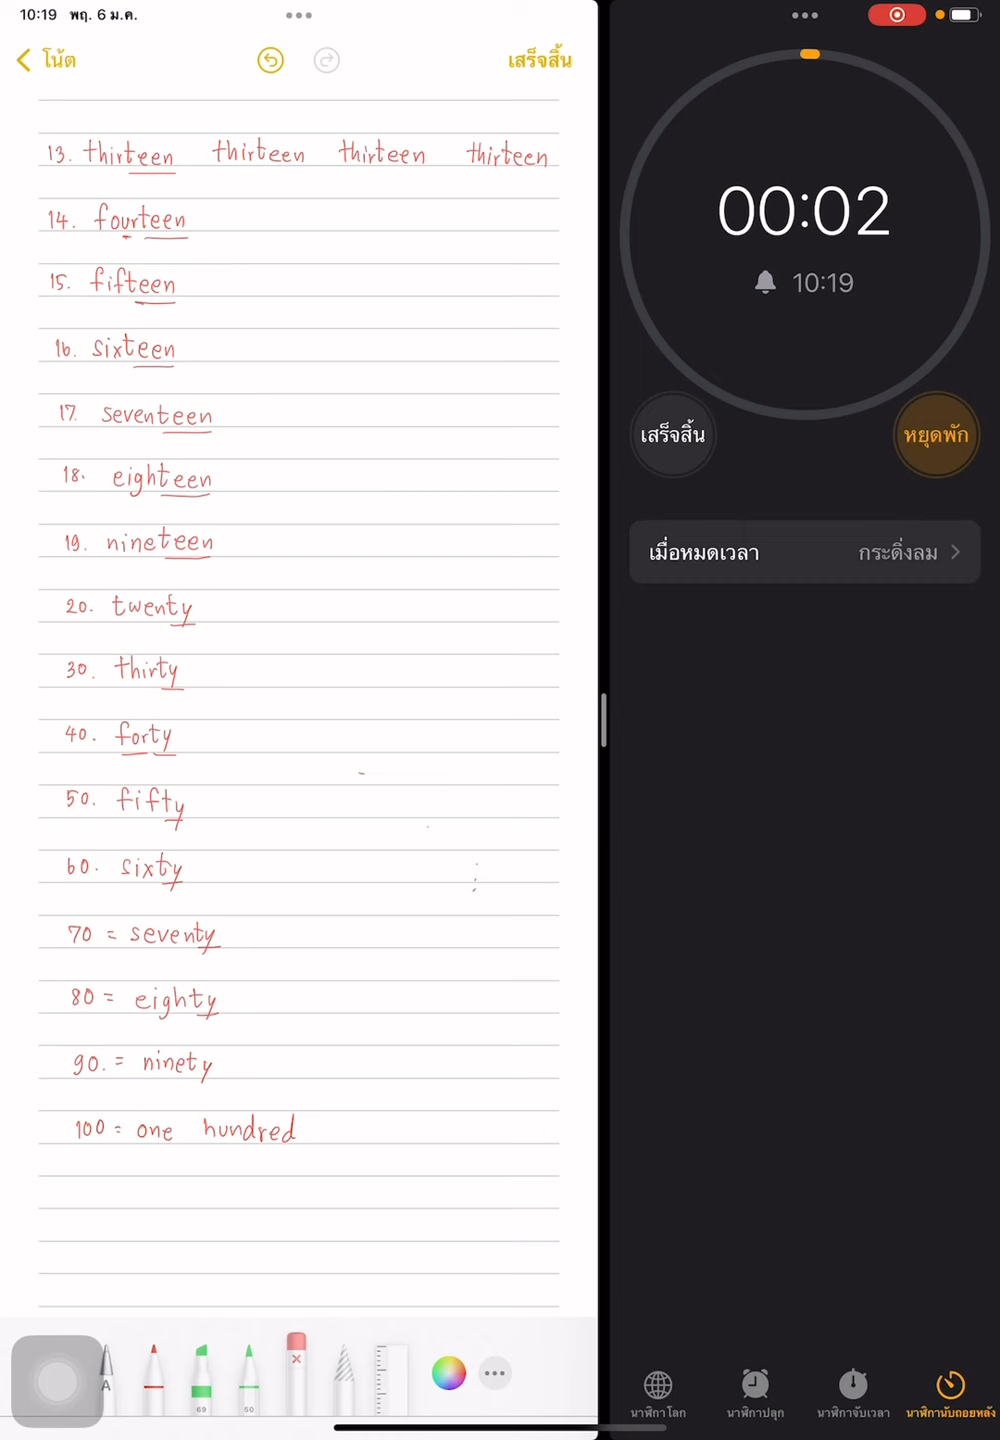 10:19 พฤ. 6 ม.ค.
โน้ต
เสร็จสิ้น
13. thirteen thirteen thirteen thirteen
14. fourteen
15. fifteen
16. sixteen
17. seventeen
18. eighteen
19. nineteen
20. twenty
30. thirty
40. forty
50. fifty
60. sixty
70 = seventy
80 = eighty
90. = ninety
100 = one hundred
A
69
50
00:02
10:19
เสร็จสิ้น
หยุดพัก
เมื่อหมดเวลา กระดิ่งลม
นาฬิกาโลก นาฬิกาปลุก นาฬิกาจับเวลา นาฬิกานับถอยหลัง